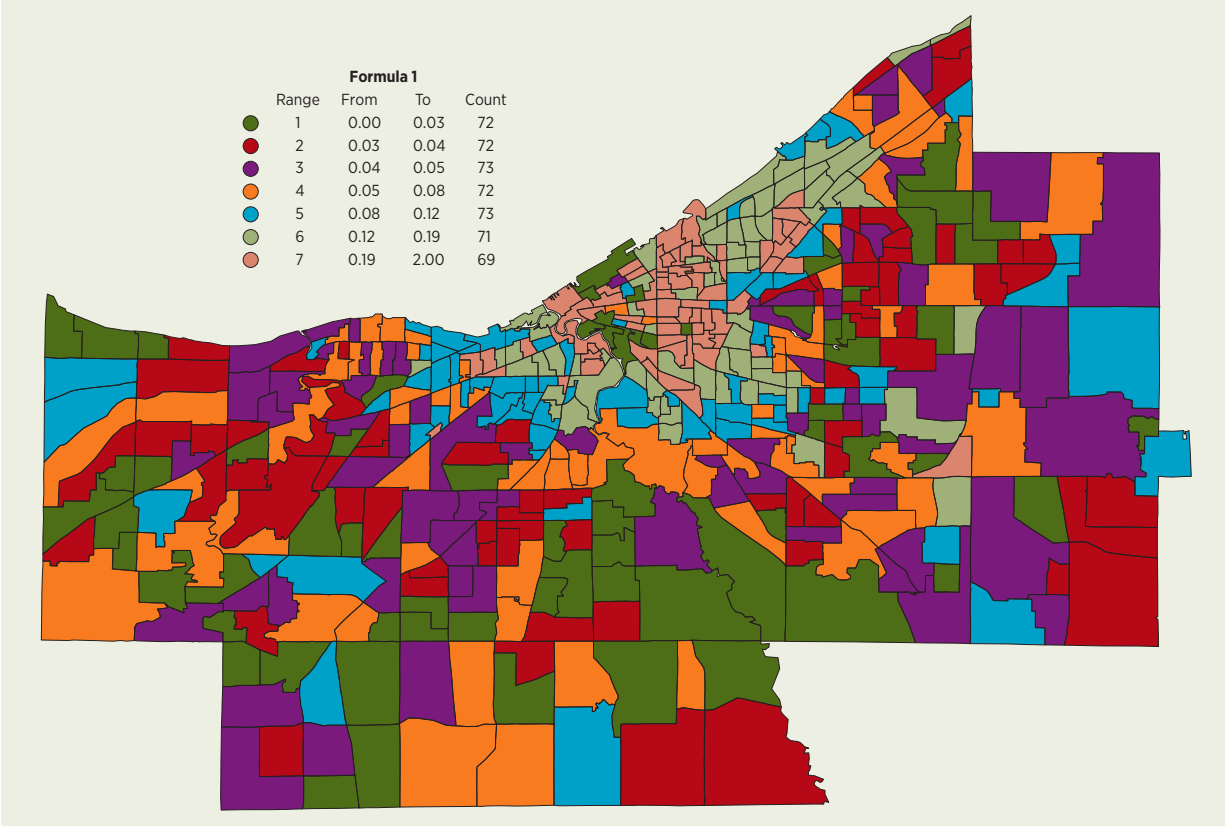 Formula 1
Range From To Count
1 0.00 0.03 72
2 0.03 0.04 72
3 0.04 0.05 73
4 0.05 0.08 72
5 0.08 0.12 73
6 0.12 0.19 71
7 0.19 2.00 69